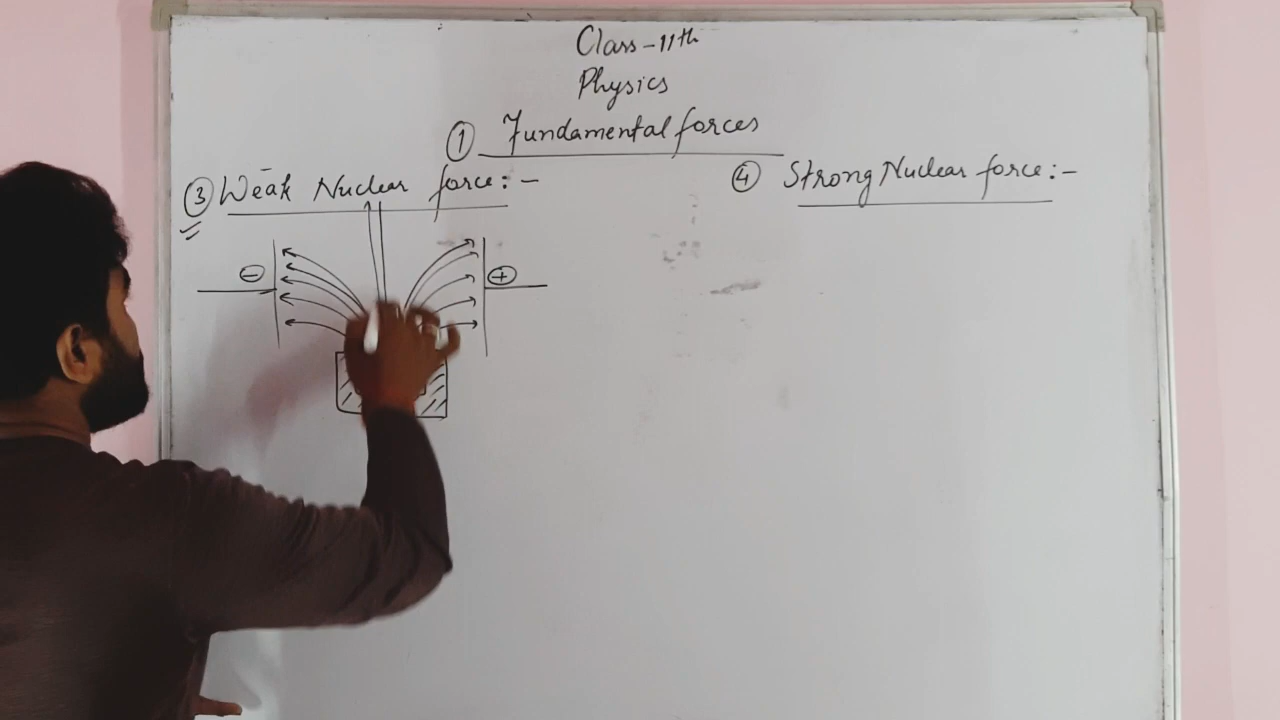 Class-11th
Physics
① Fundamental forces
③ Weak Nuclear force:-
④ Strong Nuclear force:-
⊖
⊕